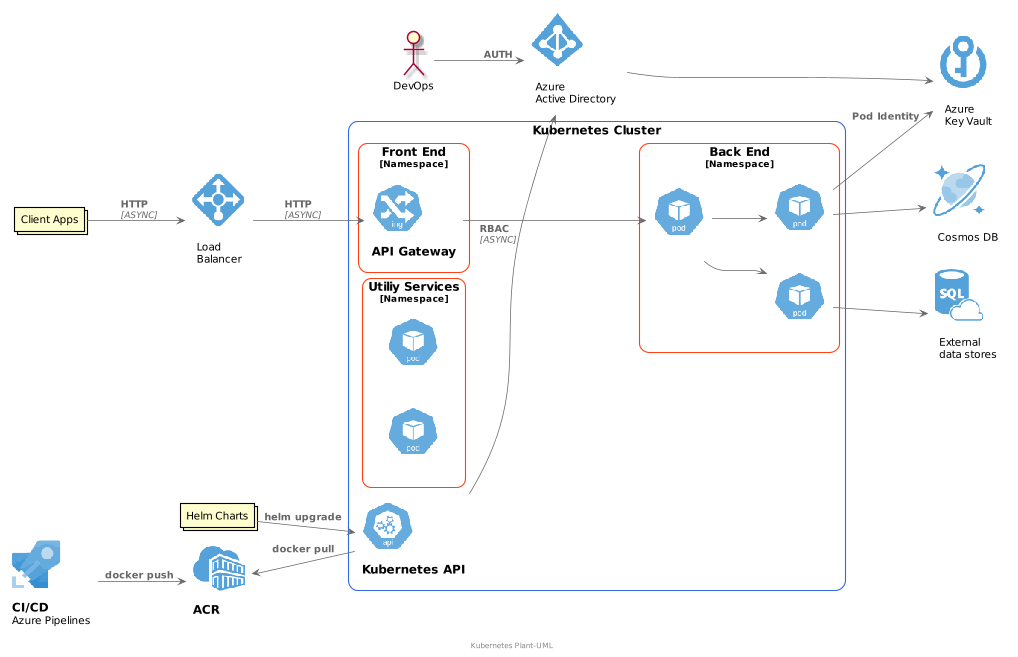 DevOps
AUTH
Azure
Active Directory
Azure
Key Vault
Pod Identity
Kubernetes Cluster
Front End
[Namespace]
ing
API Gateway
Back End
[Namespace]
pod
pod
pod
Client Apps
HTTP
[ASYNC]
Load
Balancer
HTTP
[ASYNC]
RBAC
[ASYNC]
Cosmos DB
SQL
External
data stores
Utiliy Services
[Namespace]
pod
pod
Helm Charts
helm upgrade
api
Kubernetes API
docker pull
docker push
CI/CD
Azure Pipelines
ACR
Kubernetes Plant-UML